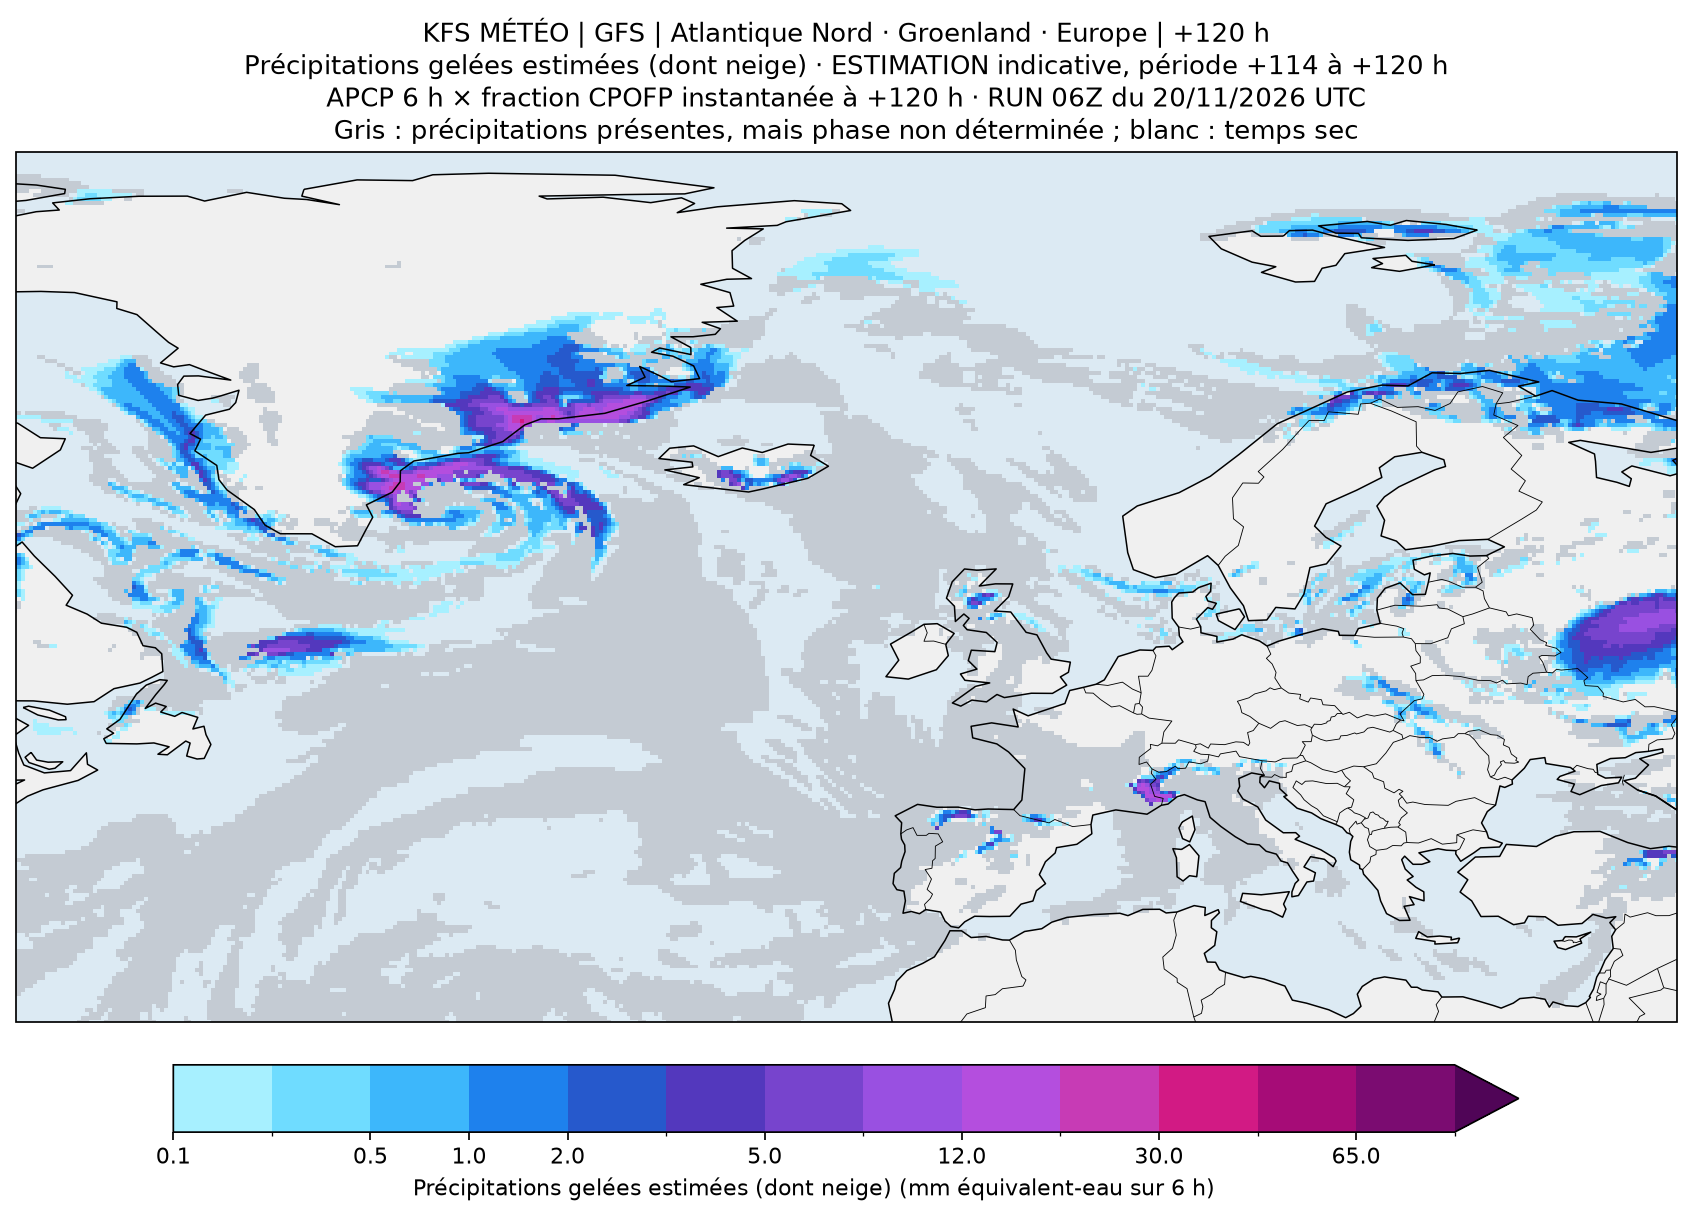 KFS MÉTÉO | GFS | Atlantique Nord · Groenland · Europe | +120 h
Précipitations gelées estimées (dont neige) · ESTIMATION indicative, période +114 à +120 h
APCP 6 h × fraction CPOFP instantanée à +120 h · RUN 06Z du 20/11/2026 UTC
Gris : précipitations présentes, mais phase non déterminée ; blanc : temps sec
0.1 0.5 1.0 2.0 5.0 12.0 30.0 65.0
Précipitations gelées estimées (dont neige) (mm équivalent-eau sur 6 h)